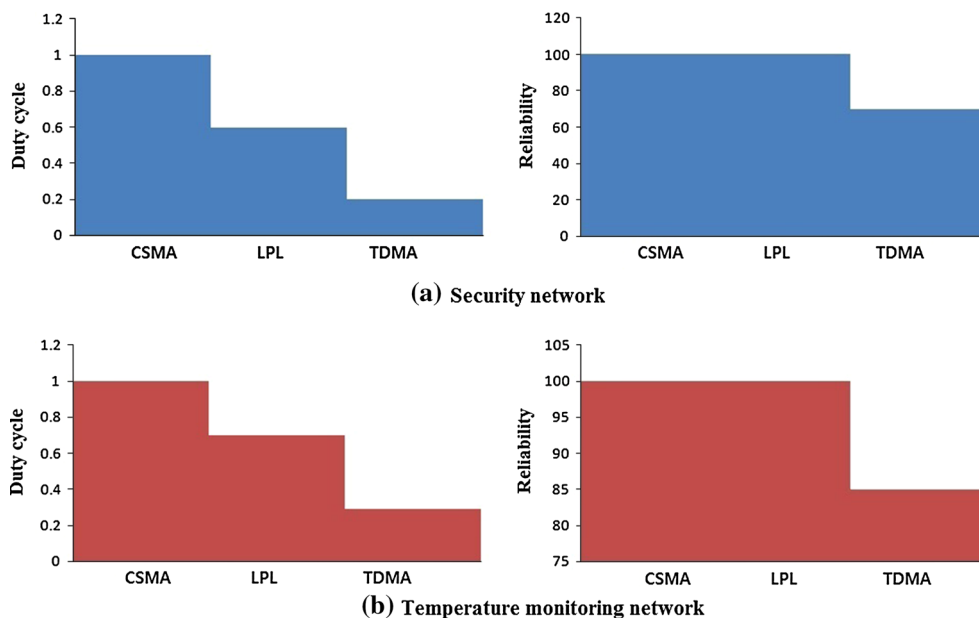 1.2
1
0.8
0.6
0.4
0.2
0
Duty cycle
CSMA LPL TDMA
120
100
80
60
40
20
0
Reliability
CSMA LPL TDMA
(a) Security network
1.2
1
0.8
0.6
0.4
0.2
0
Duty cycle
CSMA LPL TDMA
105
100
95
90
85
80
75
Reliability
CSMA LPL TDMA
(b) Temperature monitoring network